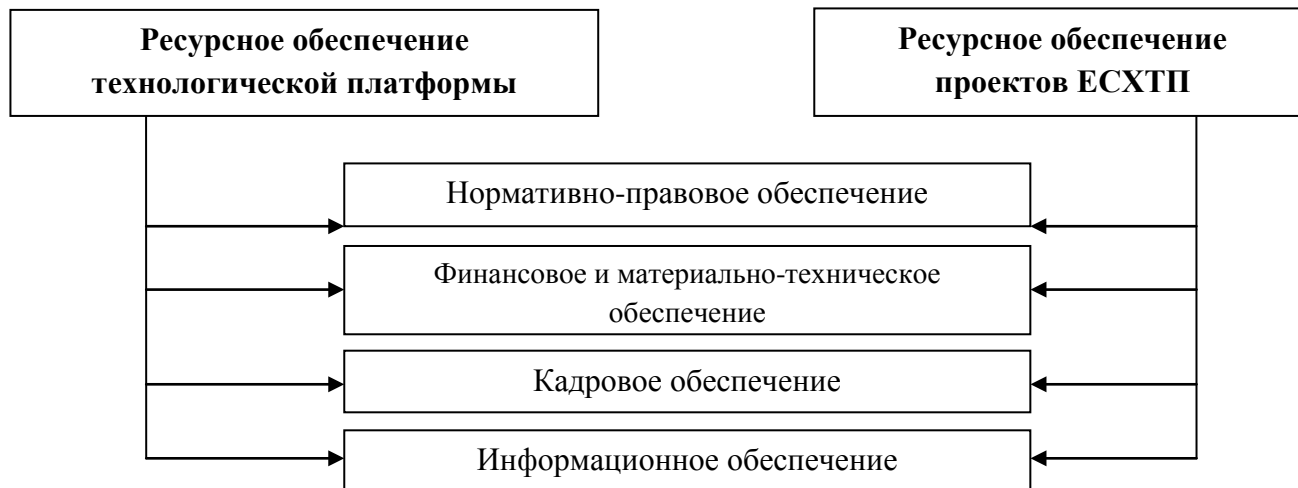 Ресурсное обеспечение
технологической платформы
Ресурсное обеспечение
проектов ЕСХТП
Нормативно-правовое обеспечение
Финансовое и материально-техническое
обеспечение
Кадровое обеспечение
Информационное обеспечение